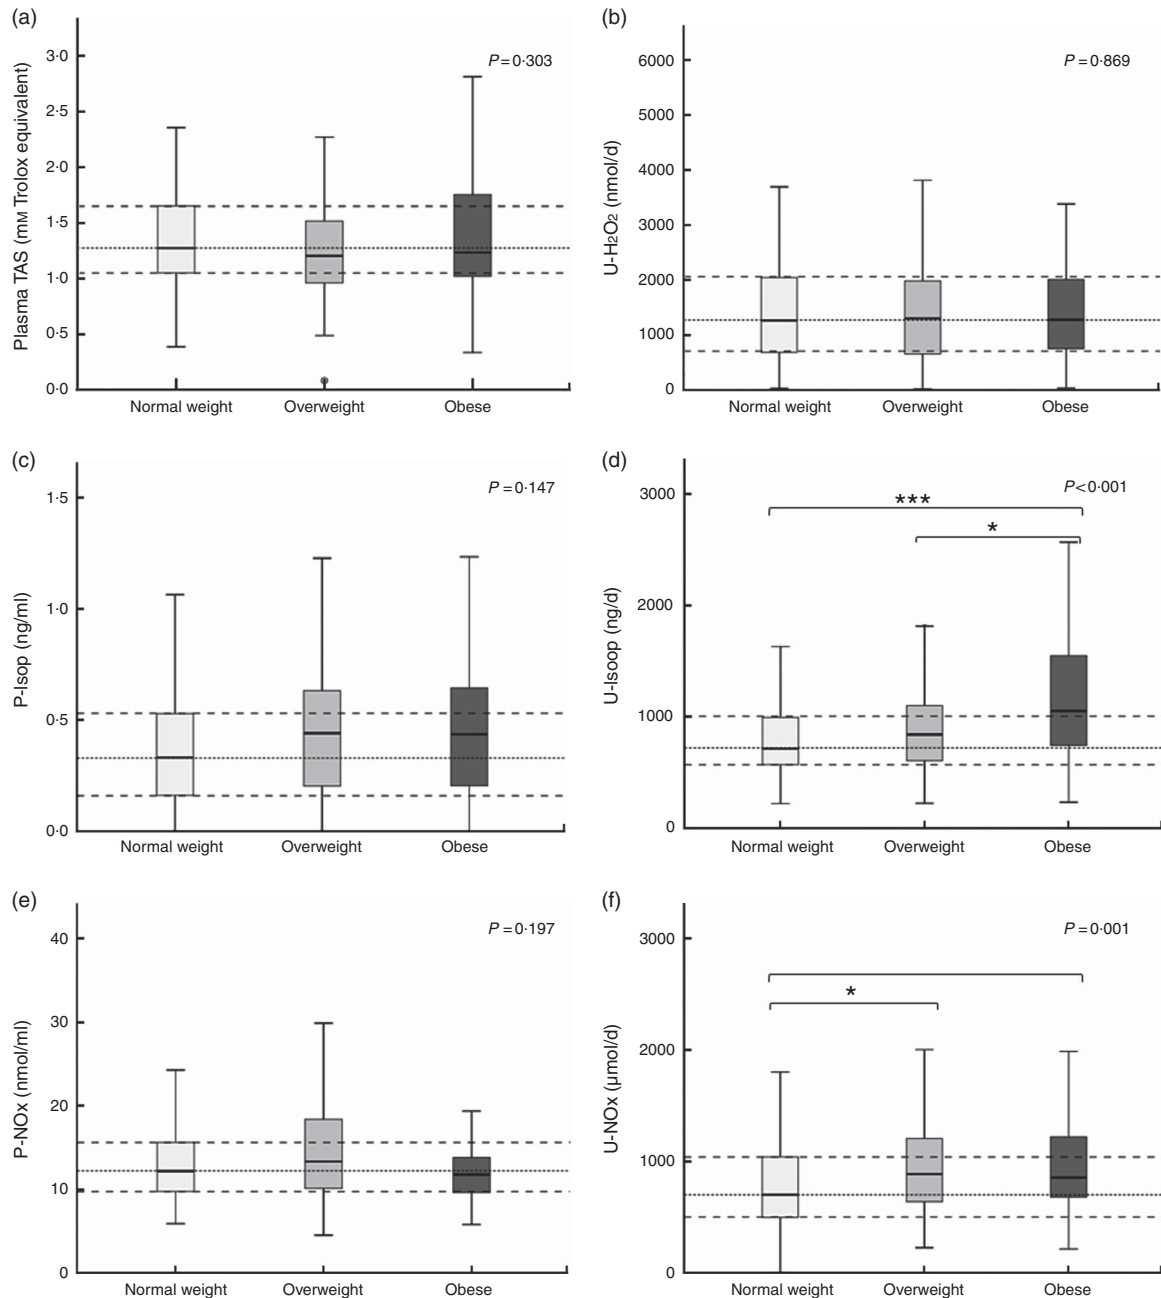 (a)
Plasma TAS (mM Trolox equivalent)
3·0
2·5
2·0
1·5
1·0
0·5
0·0
P = 0·303
Normal weight
Overweight
Obese
(b)
U-H2O2 (nmol/d)
6000
5000
4000
3000
2000
1000
0
P = 0·869
Normal weight
Overweight
Obese
(c)
P-Isop (ng/ml)
1·5
1·0
0·5
0·0
P = 0·147
Normal weight
Overweight
Obese
(d)
U-Isoop (ng/d)
3000
2000
1000
0
P < 0·001
***
*
Normal weight
Overweight
Obese
(e)
P-NOx (nmol/ml)
40
30
20
10
0
P = 0·197
Normal weight
Overweight
Obese
(f)
U-NOx (µmol/d)
3000
2000
1000
0
P = 0·001
*
Normal weight
Overweight
Obese